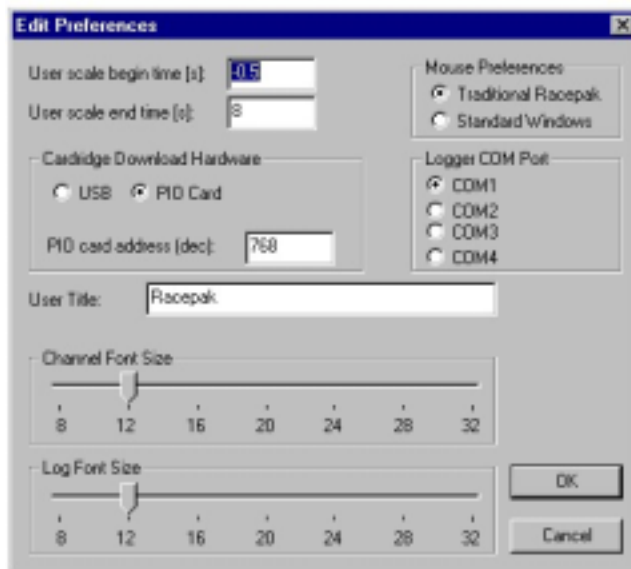 Edit Preferences
User scale begin time [s]: -0.5
User scale end time [s]: 8
Mouse Preferences
Traditional Racepak
Standard Windows
Cardridge Download Hardware
USB PIO Card
PIO card address (dec): 768
Logger COM Port
COM1
COM2
COM3
COM4
User Title: Racepak
Channel Font Size
8 12 16 20 24 28 32
Log Font Size
8 12 16 20 24 28 32
OK
Cancel